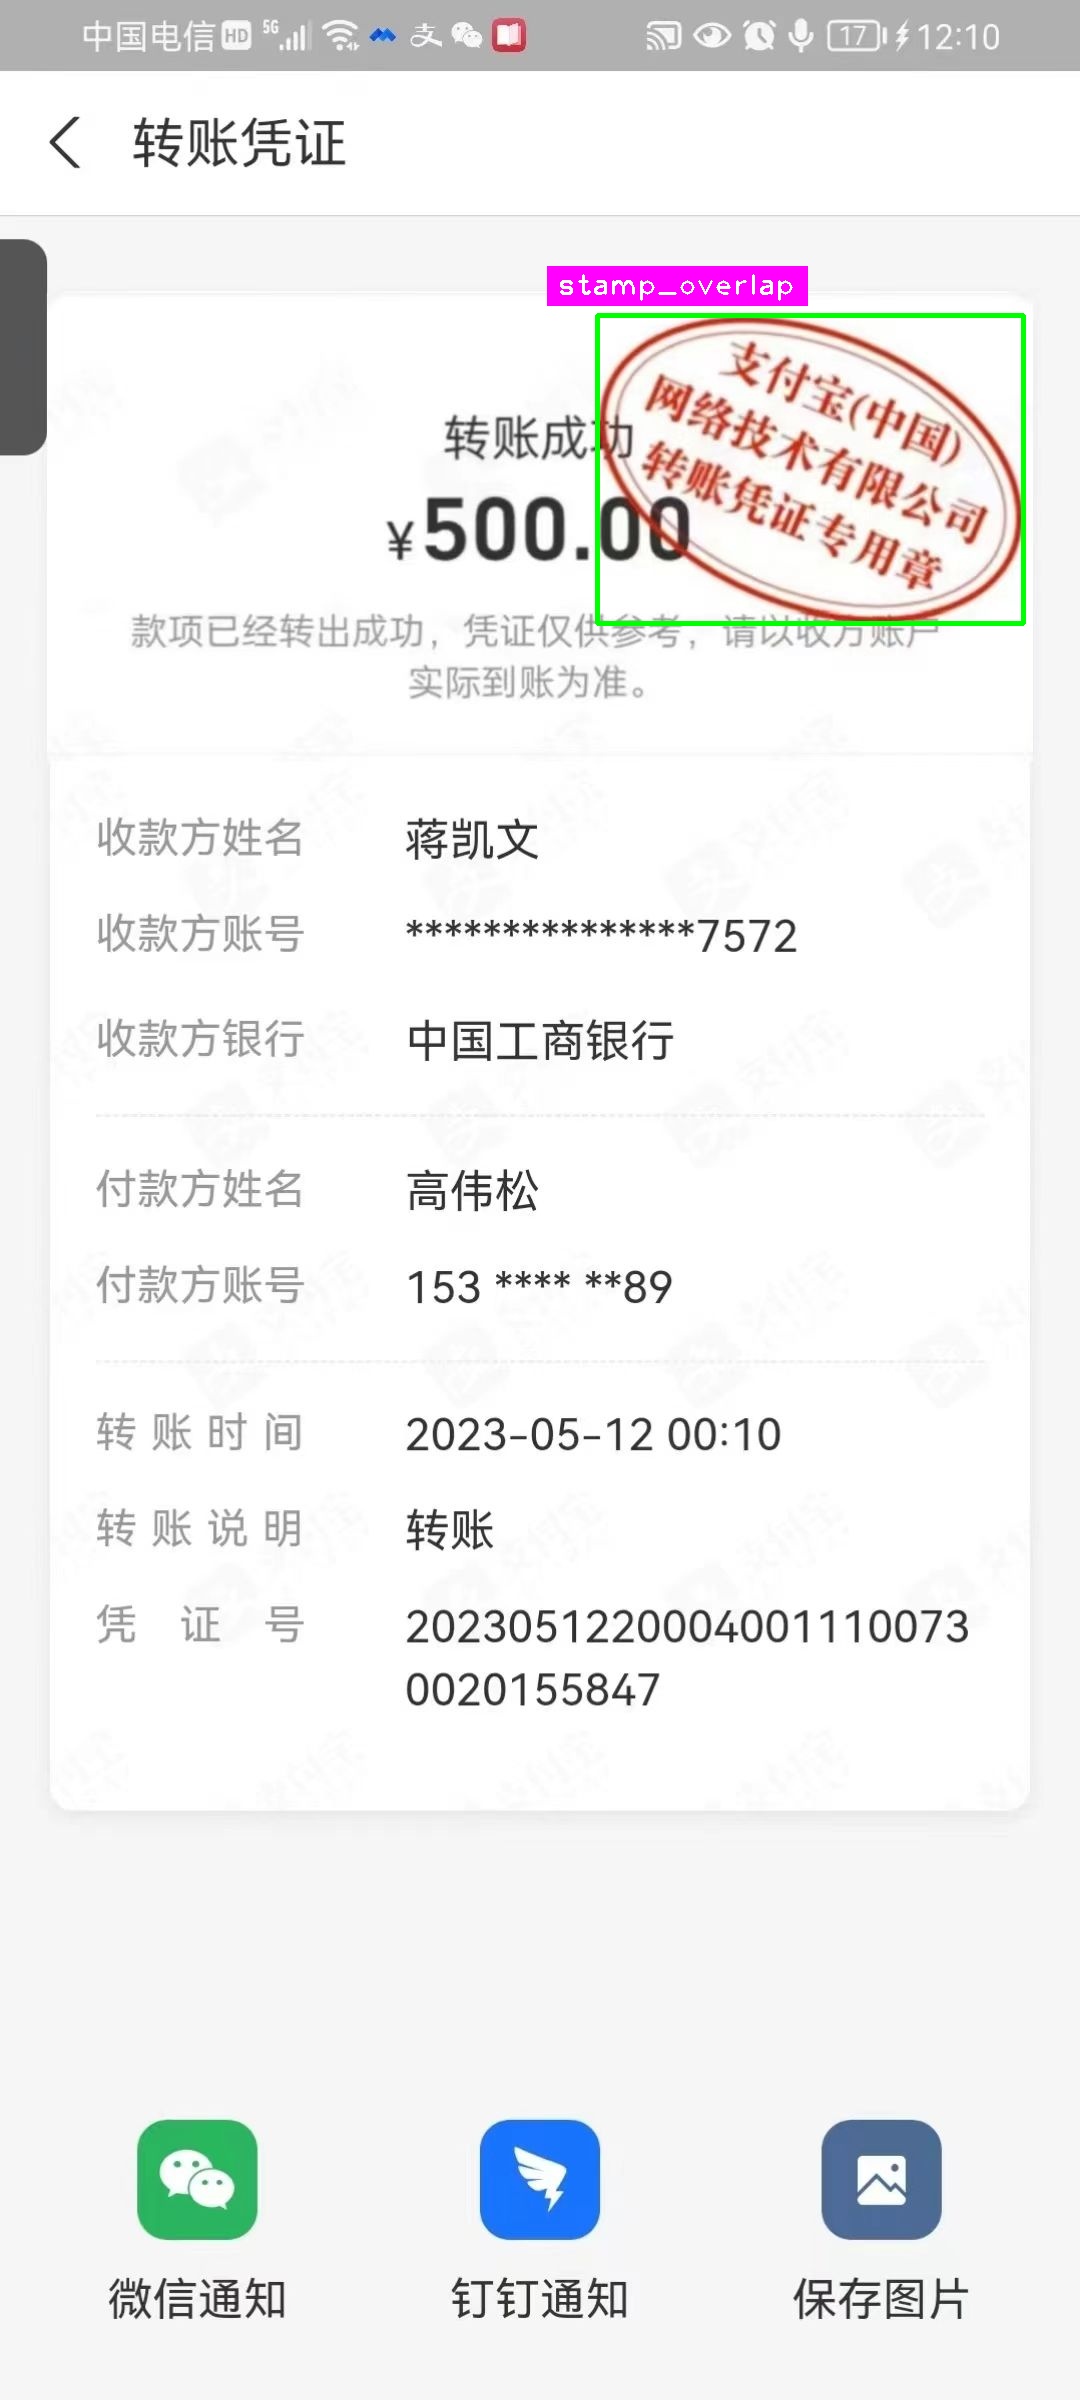 中国电信 HD 5G 17 12:10
转账凭证
stamp_overlap
支付宝(中国)
网络技术有限公司
转账凭证专用章
转账成功
¥500.00
款项已经转出成功，凭证仅供参考，请以收方账户
实际到账为准。
收款方姓名 蒋凯文
收款方账号 ***************7572
收款方银行 中国工商银行
付款方姓名 高伟松
付款方账号 153 **** **89
转账时间 2023-05-12 00:10
转账说明 转账
凭证号 2023051220004001110073
0020155847
微信通知 钉钉通知 保存图片